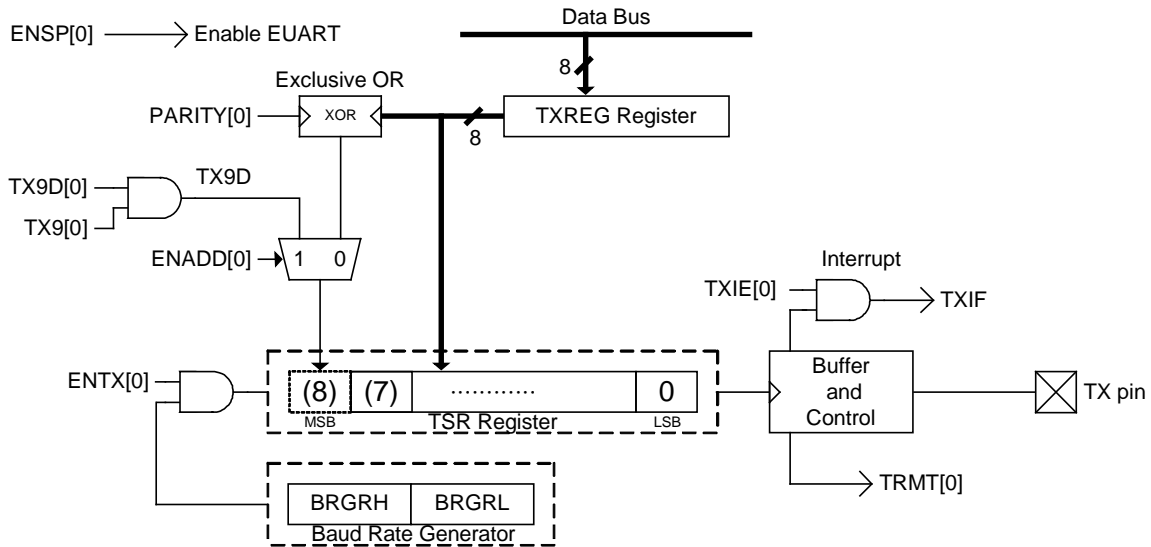 Data Bus
ENSP[0]
Enable EUART
8
Exclusive OR
PARITY[0]
XOR
8
TXREG Register
TX9D[0]
TX9D
TX9[0]
ENADD[0]
1 0
Interrupt
TXIE[0]
TXIF
ENTX[0]
(8)
(7)
............
0
MSB
TSR Register
LSB
Buffer
and
Control
TX pin
TRMT[0]
BRGRH
BRGRL
Baud Rate Generator